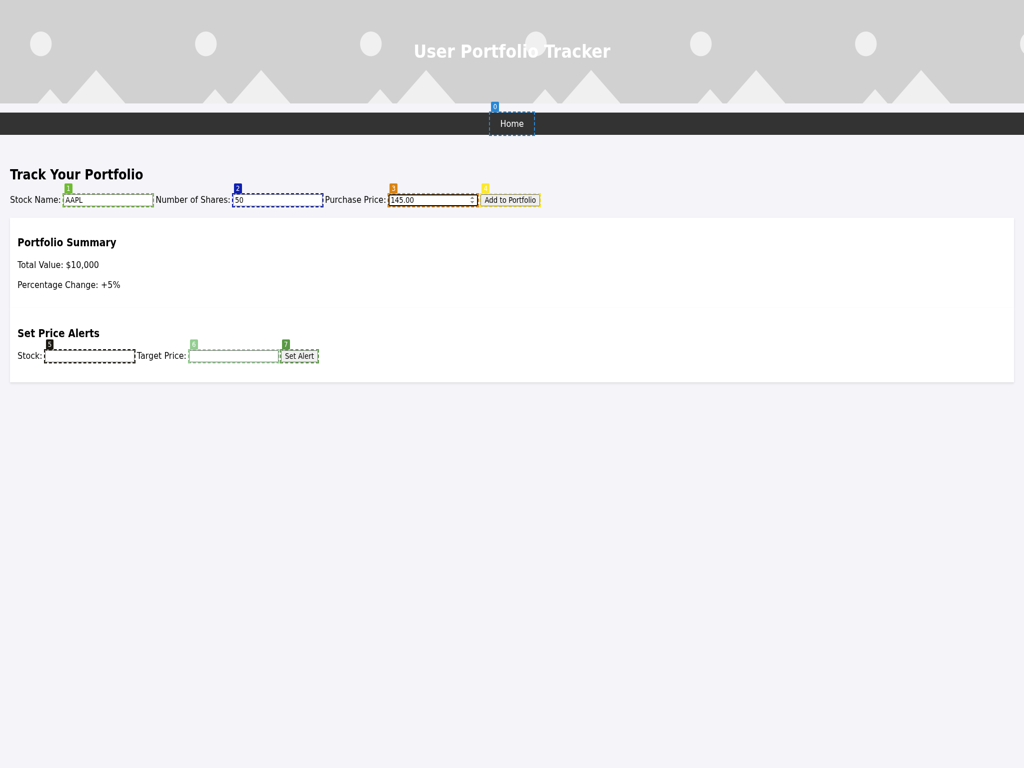 User Portfolio Tracker
0
Home
Track Your Portfolio
1 2 3 4
Stock Name: AAPL Number of Shares: 50 Purchase Price: 145.00 Add to Portfolio
Portfolio Summary
Total Value: $10,000
Percentage Change: +5%
Set Price Alerts
5 6 7
Stock: Target Price: Set Alert